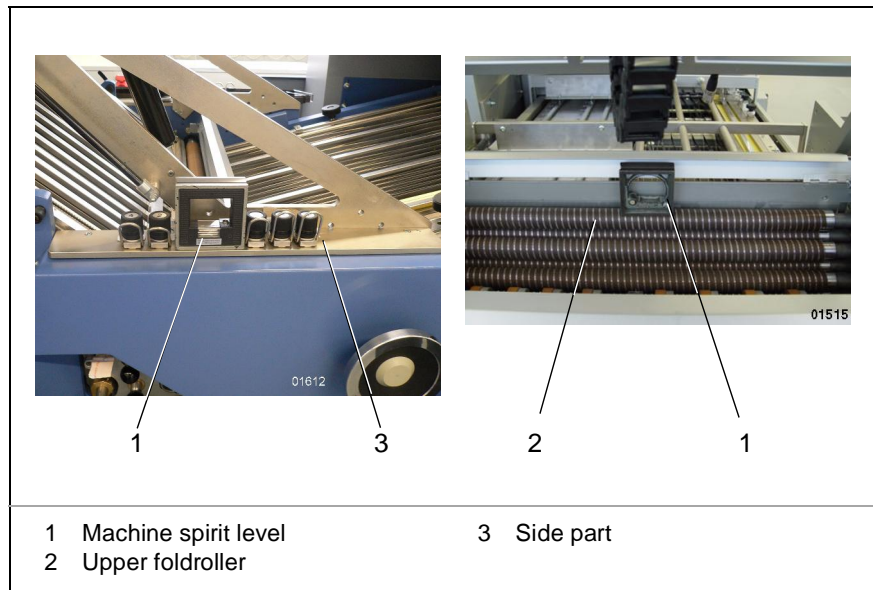 01612
01515
1
3
2
1
1 Machine spirit level
2 Upper foldroller
3 Side part